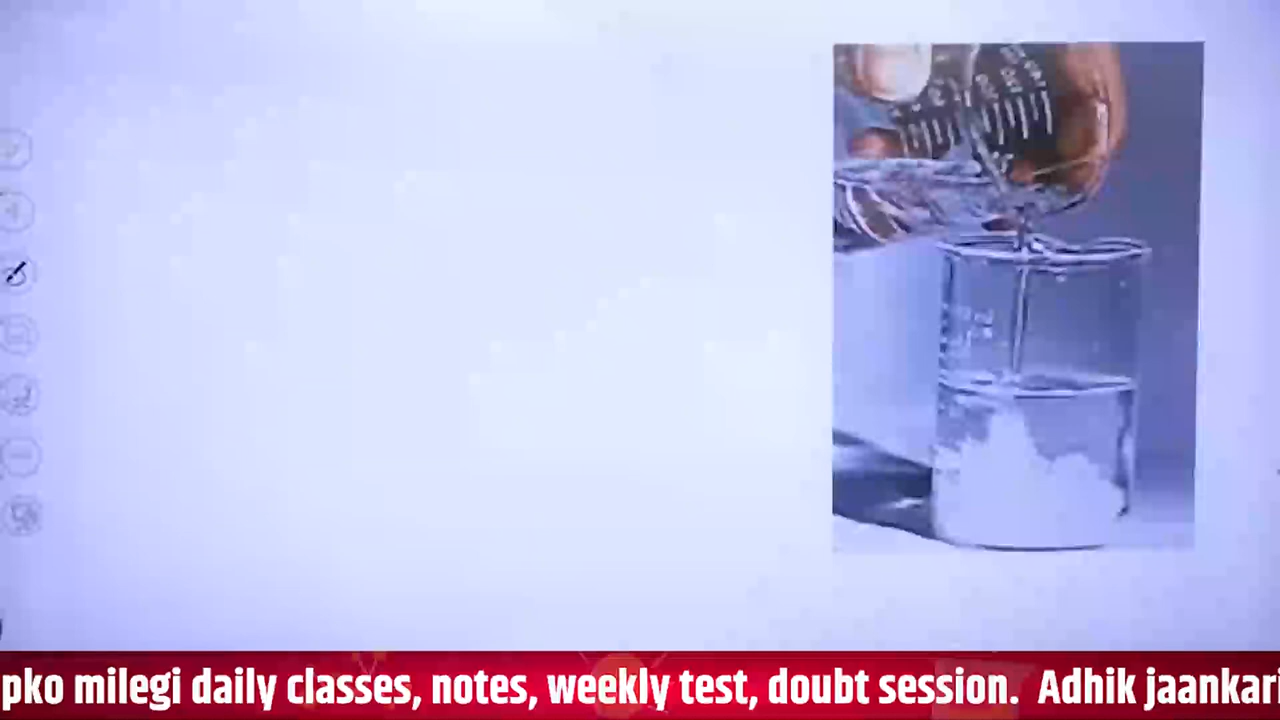 pko milegi daily classes, notes, weekly test, doubt session. Adhik jaankari